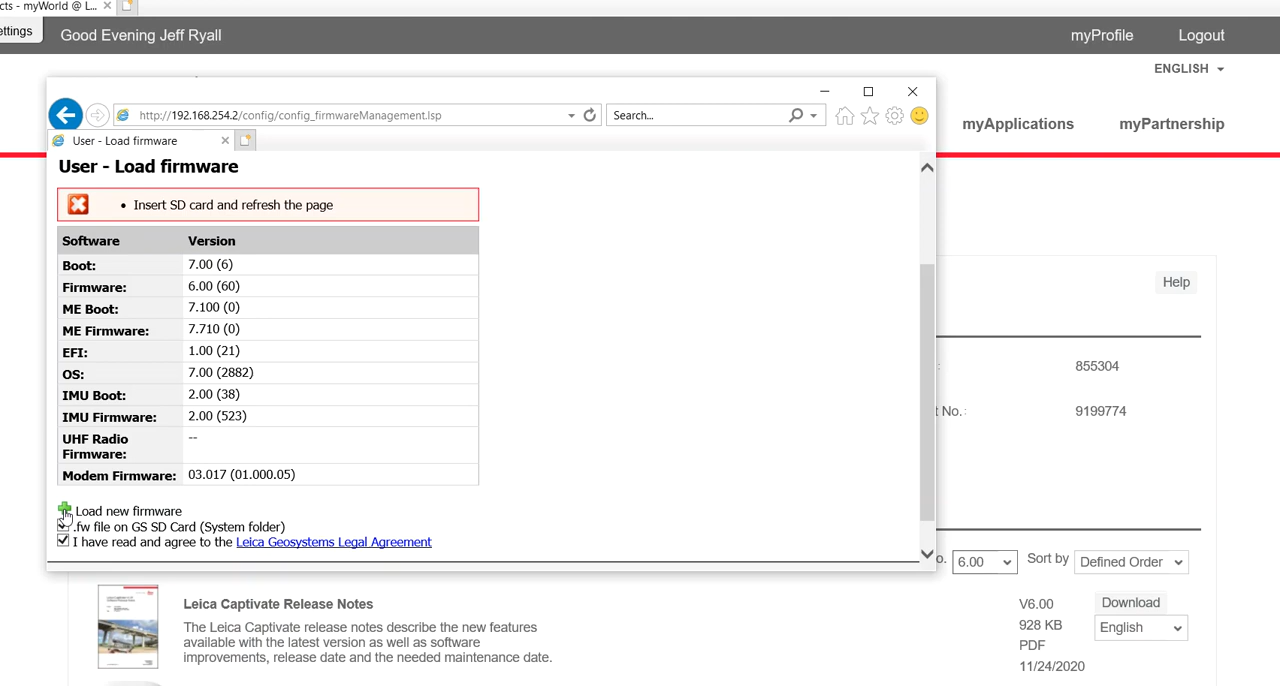 cts - myWorld @ L...
ettings
Good Evening Jeff Ryall
myProfile
Logout
ENGLISH
myApplications
myPartnership
http://192.168.254.2/config/config_firmwareManagement.lsp
Search...
User - Load firmware
User - Load firmware
Insert SD card and refresh the page
Software Version
Boot: 7.00 (6)
Firmware: 6.00 (60)
ME Boot: 7.100 (0)
ME Firmware: 7.710 (0)
EFI: 1.00 (21)
OS: 7.00 (2882)
IMU Boot: 2.00 (38)
IMU Firmware: 2.00 (523)
UHF Radio --
Firmware:
Modem Firmware: 03.017 (01.000.05)
Load new firmware
.fw file on GS SD Card (System folder)
I have read and agree to the Leica Geosystems Legal Agreement
Help
: 855304
t No.: 9199774
o. 6.00 Sort by Defined Order
Leica Captivate Release Notes
The Leica Captivate release notes describe the new features
available with the latest version as well as software
improvements, release date and the needed maintenance date.
V6.00
928 KB
PDF
11/24/2020
Download
English